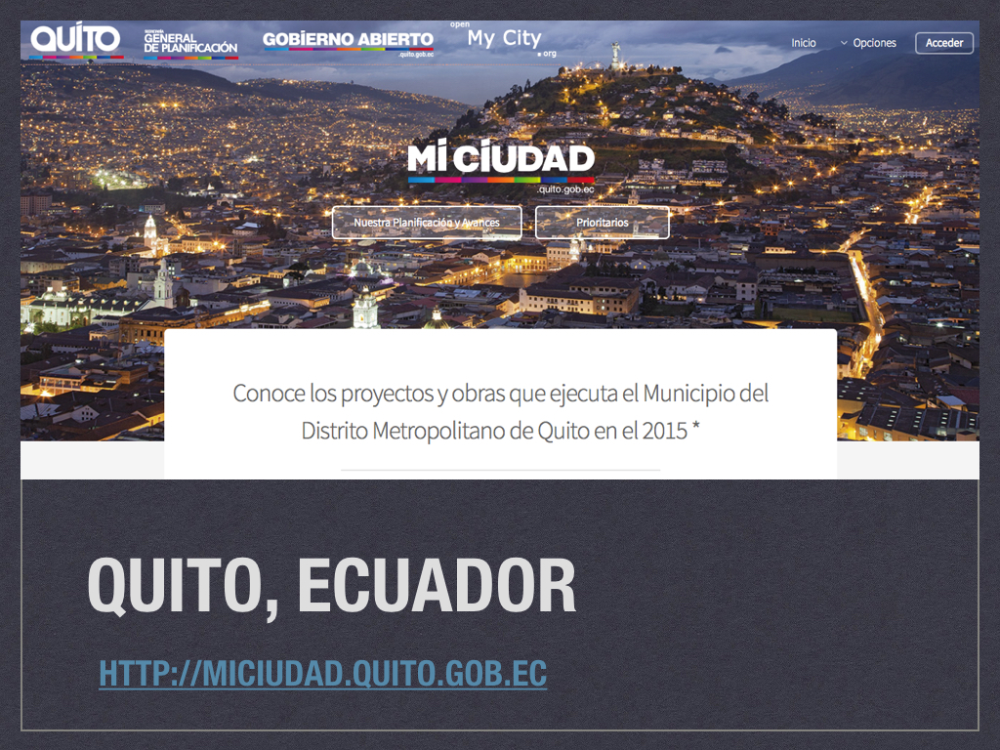 QUITO
SECRETARÍA
GENERAL
DE PLANIFICACIÓN
GOBIERNO ABIERTO
.quito.gob.ec
open
My City
.org
Inicio
Opciones
Acceder
MI CIUDAD
.quito.gob.ec
Nuestra Planificación y Avances
Prioritarios
Conoce los proyectos y obras que ejecuta el Municipio del
Distrito Metropolitano de Quito en el 2015 *
QUITO, ECUADOR
HTTP://MICIUDAD.QUITO.GOB.EC